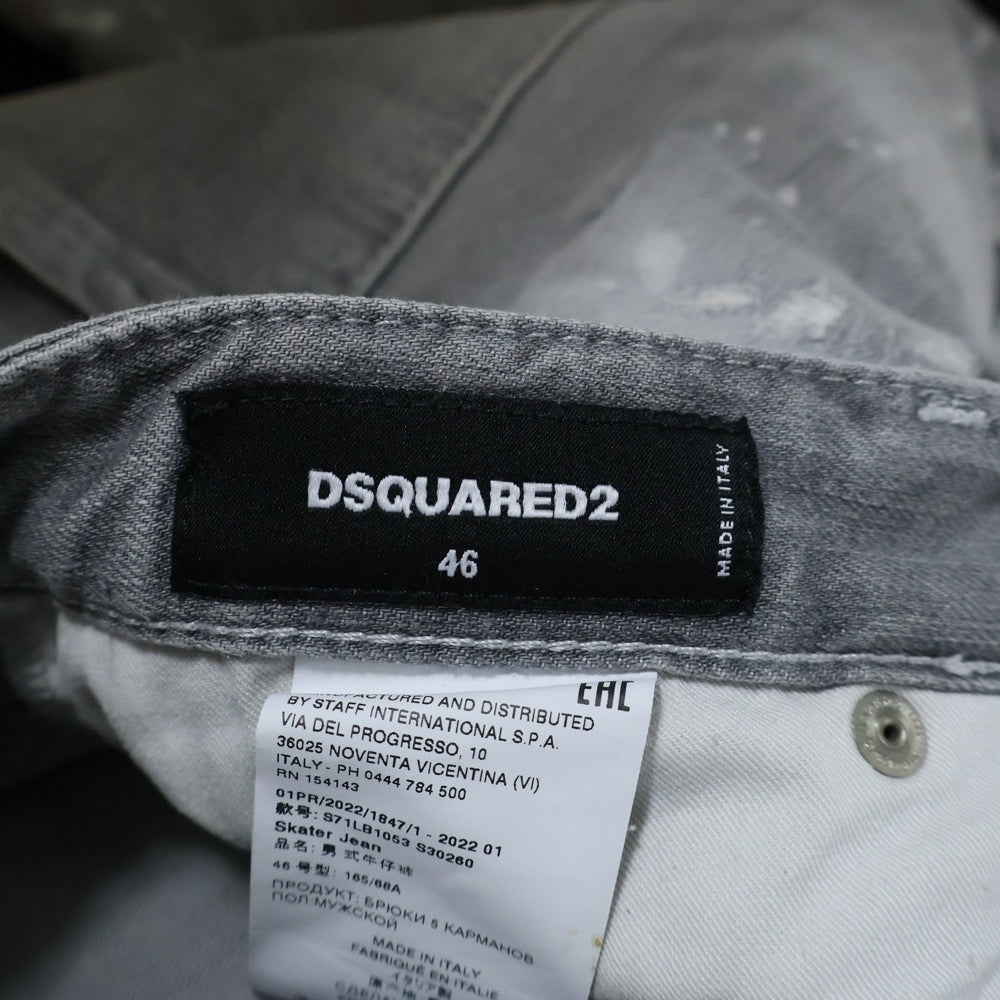 DSQUARED2
46
MADE IN ITALY
EAC
MANUFACTURED AND DISTRIBUTED
BY STAFF INTERNATIONAL S.P.A.
VIA DEL PROGRESSO, 10
36025 NOVENTA VICENTINA (VI)
ITALY - PH 0444 784 500
RN 154143
01PR/2022/1847/1 - 2022 01
款号: S71LB1053 S30260
Skater Jean
品名: 男式牛仔裤
46 号型: 165/68A
ПРОДУКТ: БРЮКИ 5 КАРМАНОВ
ПОЛ:МУЖСКОЙ
MADE IN ITALY
FABRIQUÉ EN ITALIE
イタリア製